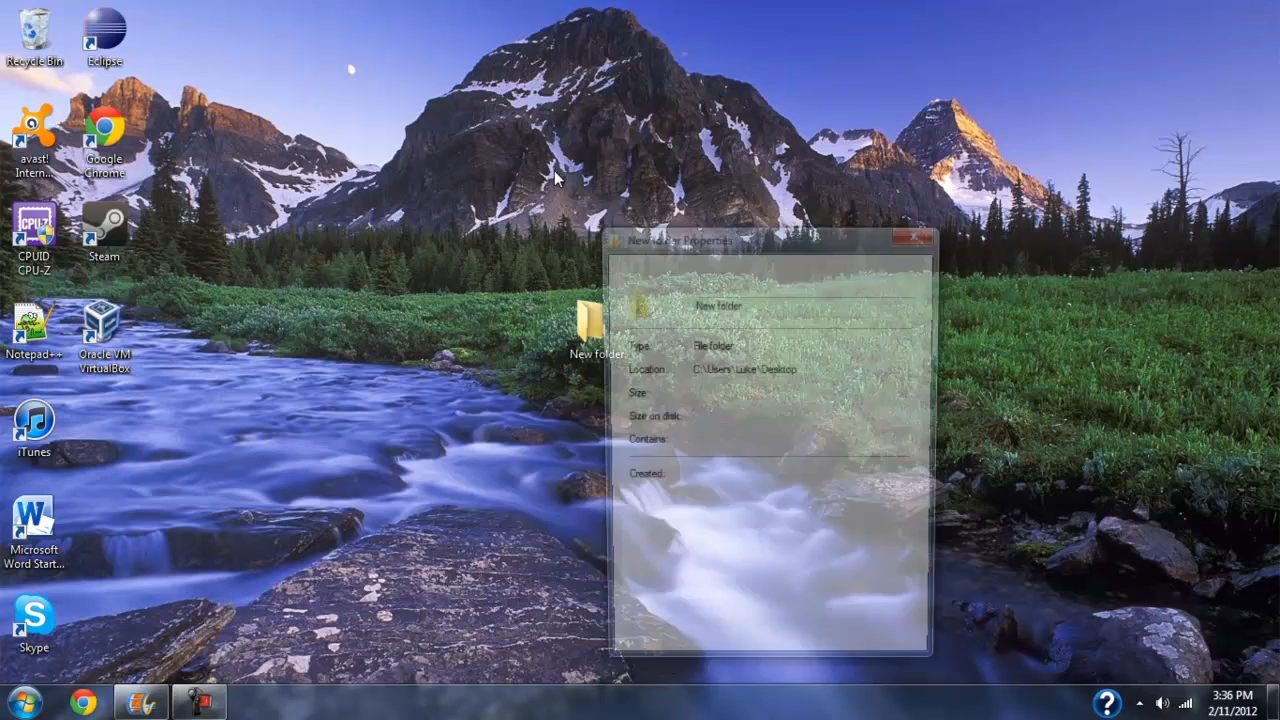 Recycle Bin
Eclipse
avast!
Intern...
Google
Chrome
CPUID
CPU-Z
Steam
Notepad++
Oracle VM
VirtualBox
iTunes
Microsoft
Word Start...
Skype
New folder
New folder Properties
New folder
Type:
File folder
Location:
C:\Users\Luke\Desktop
Size:
Size on disk:
Contains:
Created:
3:36 PM
2/11/2012